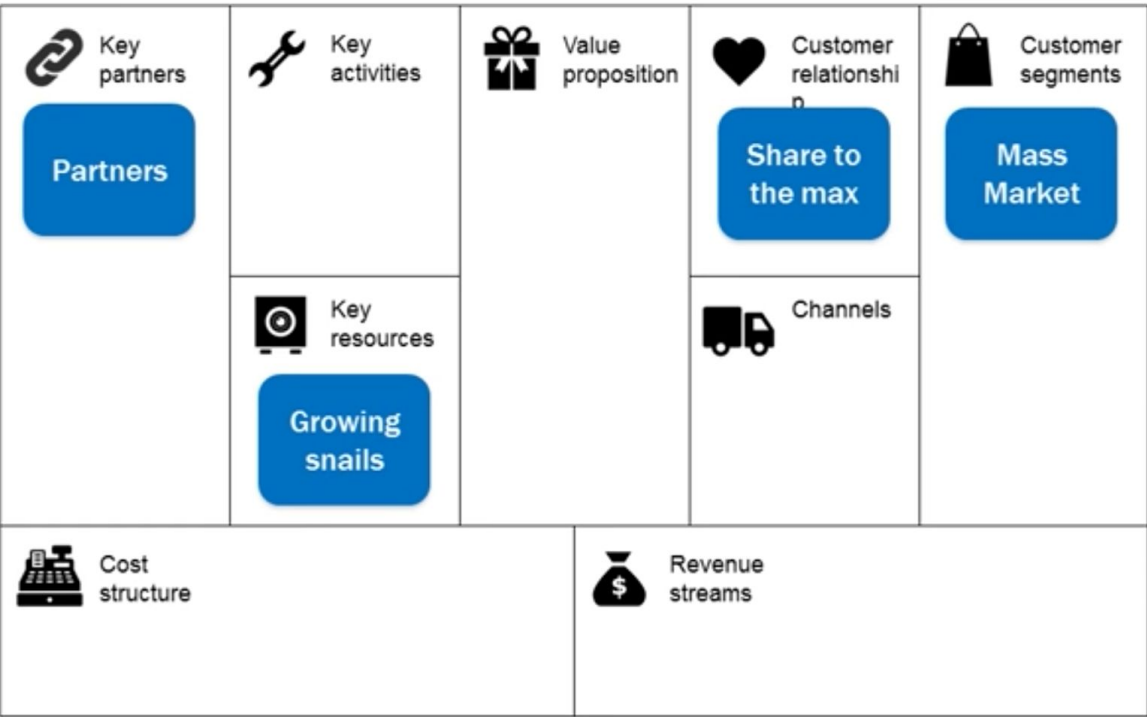 Key
partners
Partners
Key
activities
Key
resources
Growing
snails
Value
proposition
Customer
relationshi
p
Share to
the max
Channels
Customer
segments
Mass
Market
Cost
structure
$
Revenue
streams